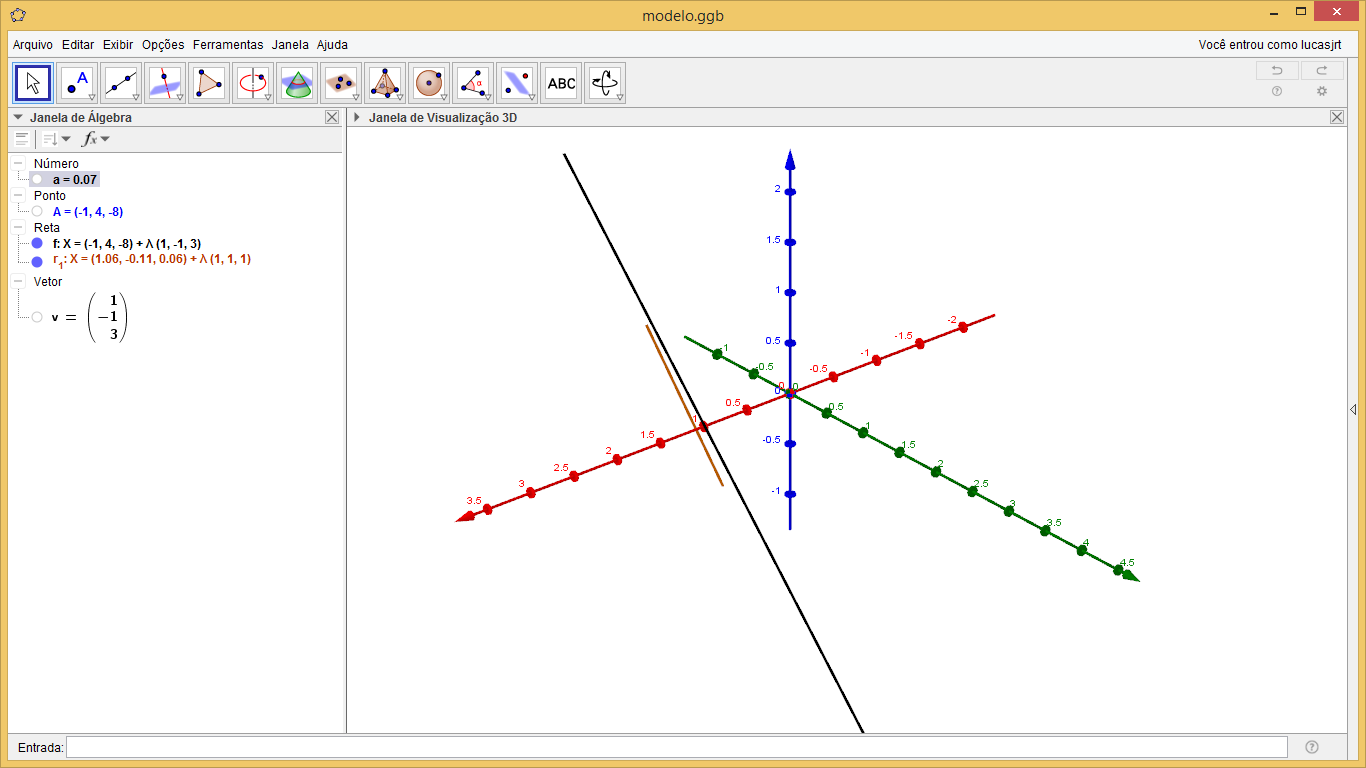 modelo.ggb
Arquivo Editar Exibir Opções Ferramentas Janela Ajuda
Você entrou como lucasjrt
A
α
ABC
Janela de Álgebra
Janela de Visualização 3D
fx
Número
a = 0.07
Ponto
A = (-1, 4, -8)
Reta
f: X = (-1, 4, -8) + λ (1, -1, 3)
r1: X = (1.06, -0.11, 0.06) + λ (1, 1, 1)
Vetor
v = ( 1 −1 3 )
2
1.5
1
0.5
0
-0.5
-1
-2
-1.5
-1
-0.5
0
0.5
1
1.5
2
2.5
3
3.5
-1
-0.5
0
0.5
1
1.5
2
2.5
3
3.5
4
4.5
Entrada: